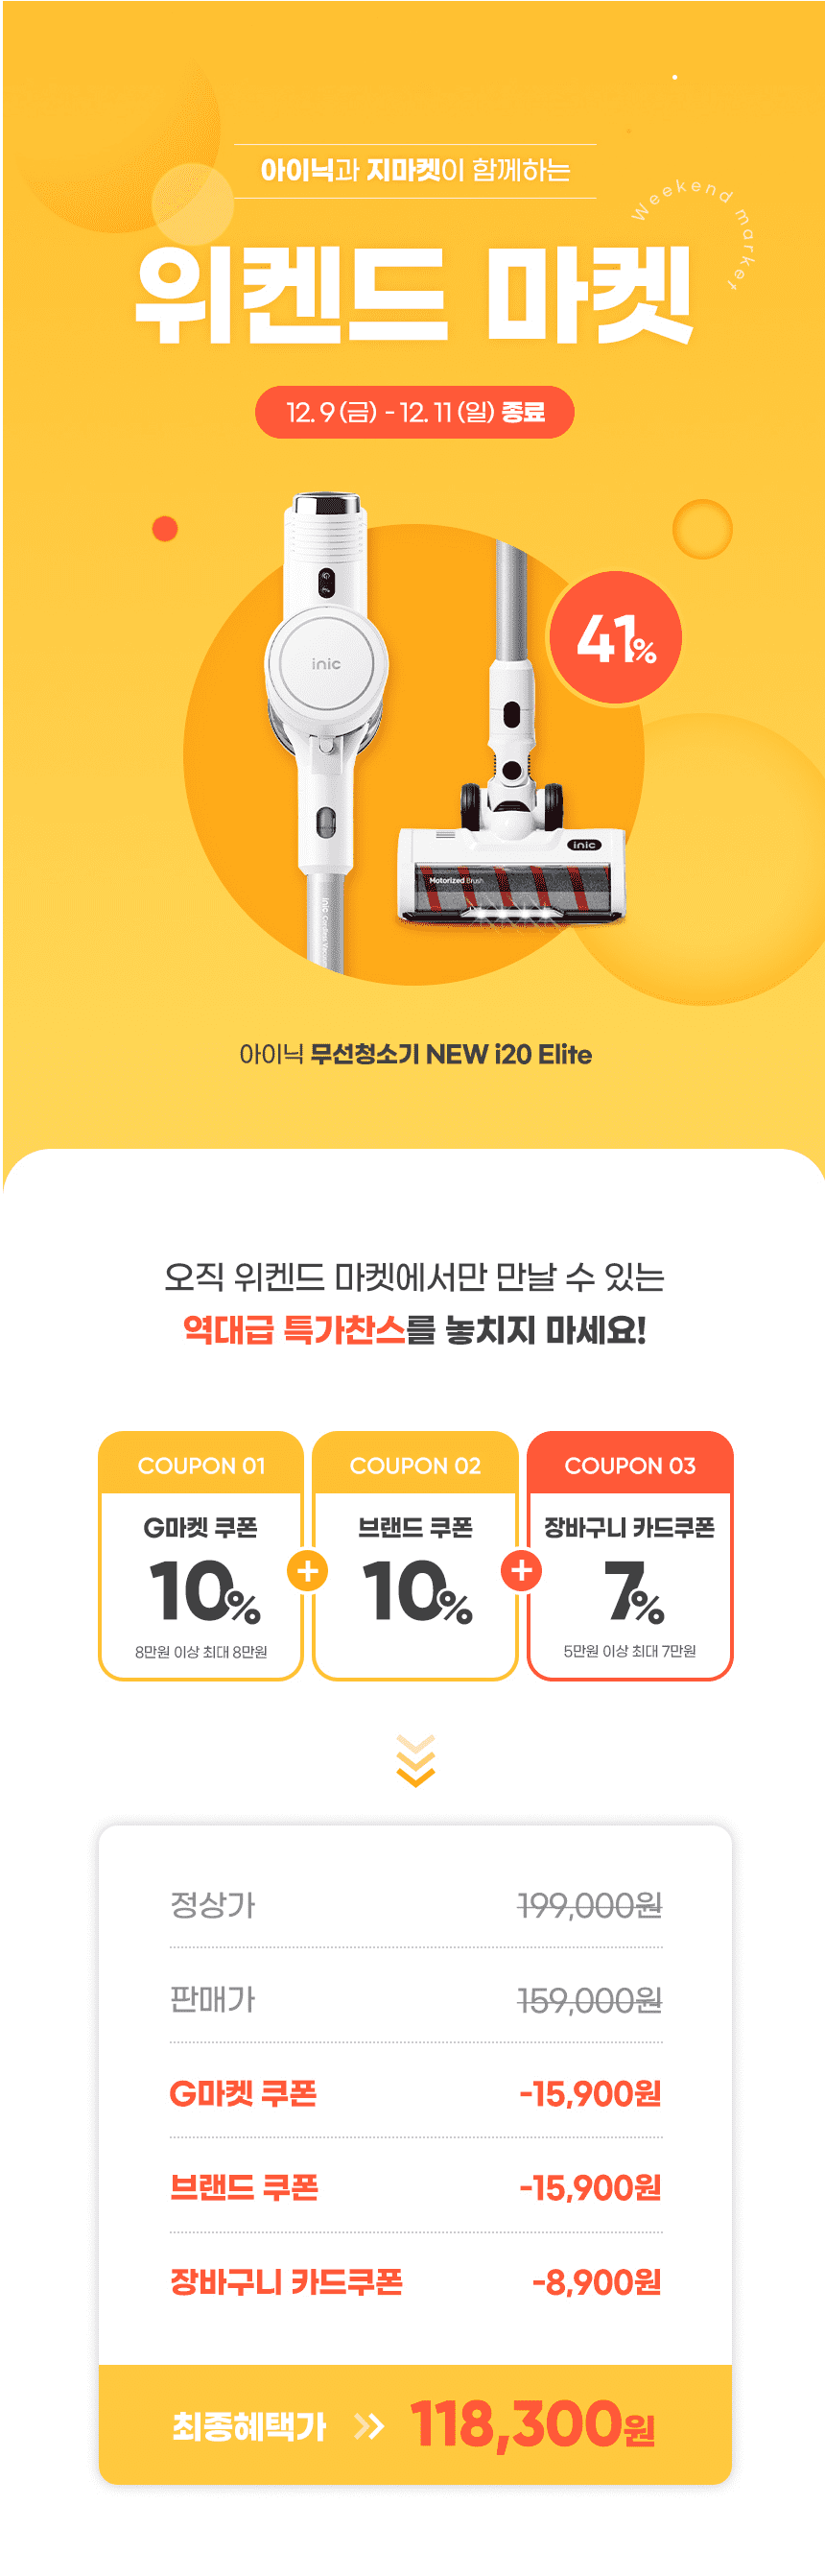 아이닉과 지마켓이 함께하는
Weekend market
위켄드 마켓
12. 9 (금) - 12. 11 (일) 종료
41%
inic
inic
Motorized Brush
inic Cordless Vacuum
아이닉 무선청소기 NEW i20 Elite
오직 위켄드 마켓에서만 만날 수 있는
역대급 특가찬스를 놓치지 마세요!
COUPON 01
G마켓 쿠폰
10%
8만원 이상 최대 8만원
+
COUPON 02
브랜드 쿠폰
10%
+
COUPON 03
장바구니 카드쿠폰
7%
5만원 이상 최대 7만원
정상가 199,000원
판매가 159,000원
G마켓 쿠폰 -15,900원
브랜드 쿠폰 -15,900원
장바구니 카드쿠폰 -8,900원
최종혜택가 118,300원